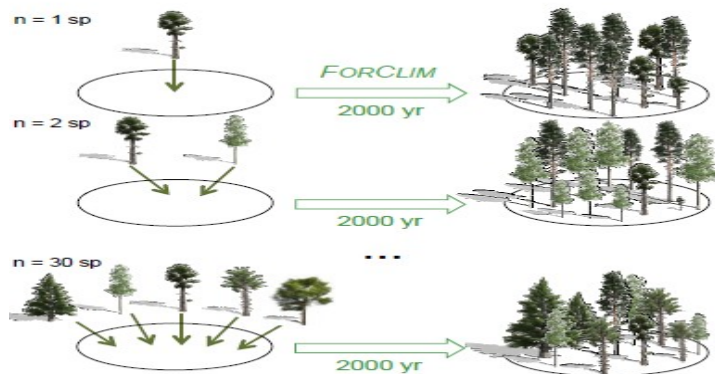 n = 1 sp
FORCLIM
2000 yr
n = 2 sp
2000 yr
n = 30 sp
...
2000 yr